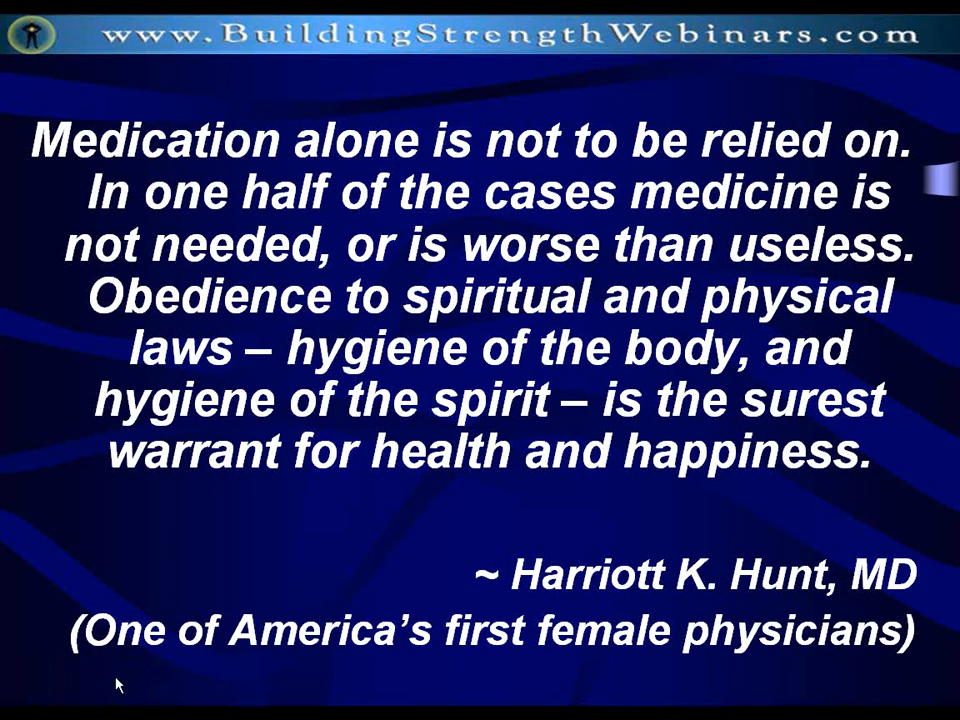 www.BuildingStrengthWebinars.com
Medication alone is not to be relied on.
In one half of the cases medicine is
not needed, or is worse than useless.
Obedience to spiritual and physical
laws – hygiene of the body, and
hygiene of the spirit – is the surest
warrant for health and happiness.
~ Harriott K. Hunt, MD
(One of America's first female physicians)